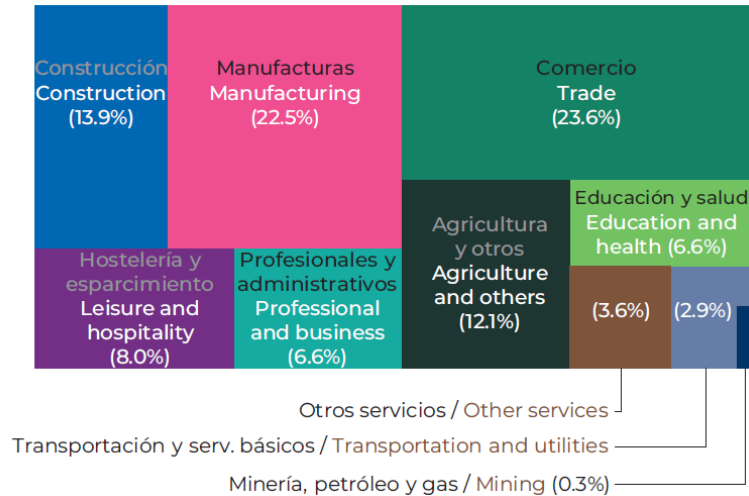 Construcción
Construction
(13.9%)
Manufacturas
Manufacturing
(22.5%)
Comercio
Trade
(23.6%)
Hostelería y
esparcimiento
Leisure and
hospitality
(8.0%)
Profesionales y
administrativos
Professional
and business
(6.6%)
Agricultura
y otros
Agriculture
and others
(12.1%)
Educación y salud
Education and
health (6.6%)
(3.6%)
(2.9%)
Otros servicios / Other services
Transportación y serv. básicos / Transportation and utilities
Minería, petróleo y gas / Mining (0.3%)